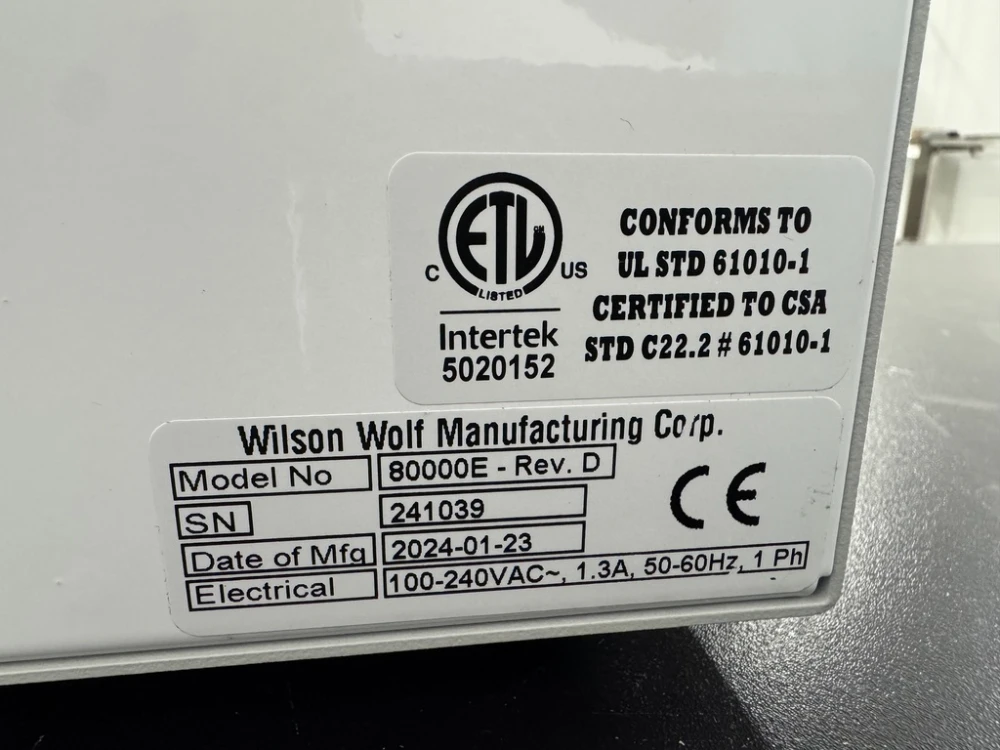 ETL
CM
C
US
LISTED
Intertek
5020152
CONFORMS TO
UL STD 61010-1
CERTIFIED TO CSA
STD C22.2 # 61010-1
Wilson Wolf Manufacturing Corp.
Model No 80000E - Rev. D
SN 241039
Date of Mfg 2024-01-23
Electrical 100-240VAC~, 1.3A, 50-60Hz, 1 Ph
CE